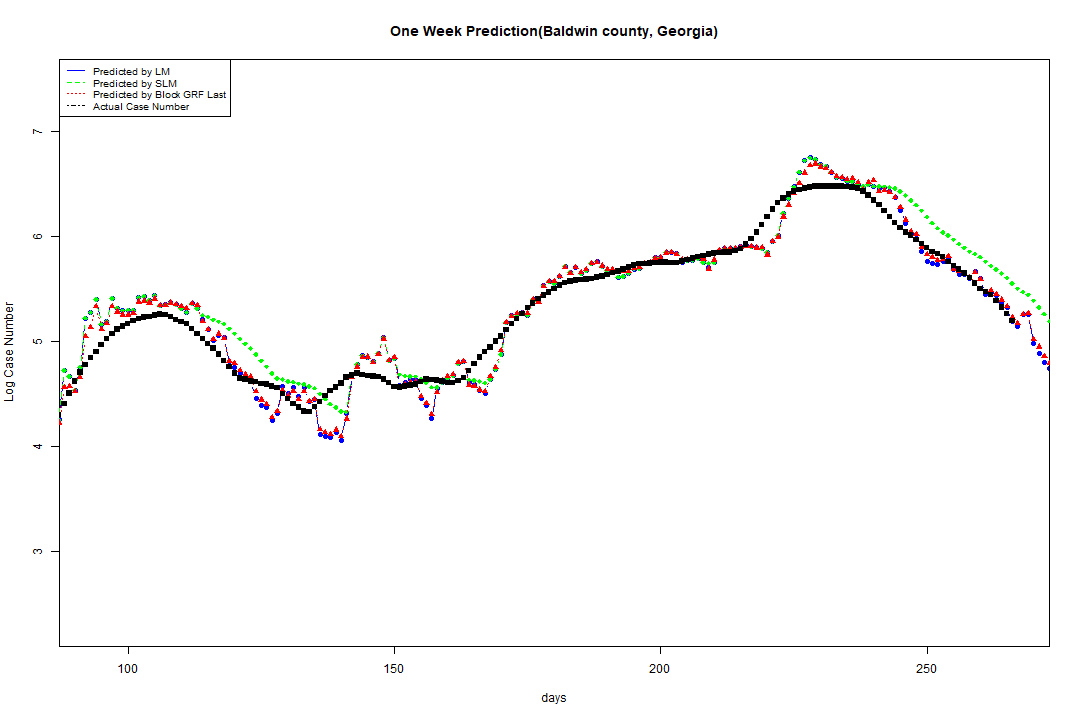 One Week Prediction(Baldwin county, Georgia)
Predicted by LM
Predicted by SLM
Predicted by Block GRF Last
Actual Case Number
7
6
5
4
3
Log Case Number
100 150 200 250
days